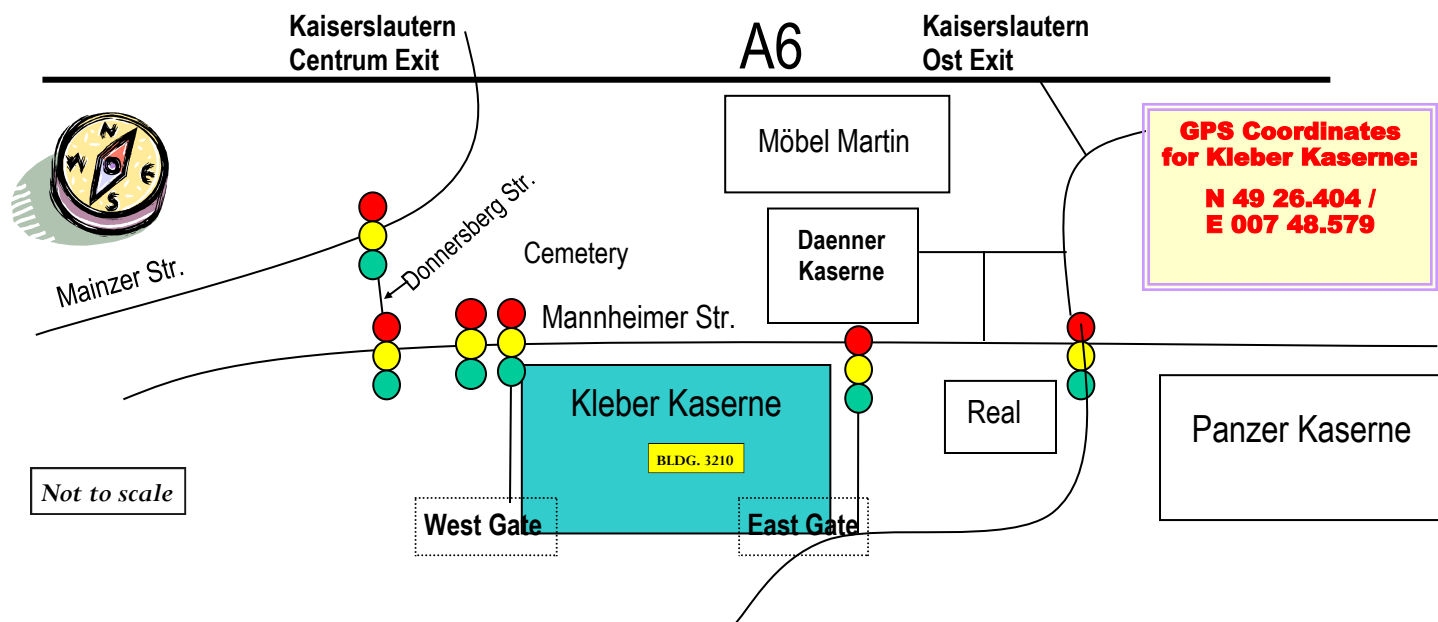 Kaiserslautern
Centrum Exit
A6
Kaiserslautern
Ost Exit
N
W
E
S
Möbel Martin
GPS Coordinates
for Kleber Kaserne:
N 49 26.404 /
E 007 48.579
Mainzer Str.
Donnersberg Str.
Cemetery
Daenner
Kaserne
Mannheimer Str.
Kleber Kaserne
BLDG. 3210
Real
Panzer Kaserne
Not to scale
West Gate
East Gate